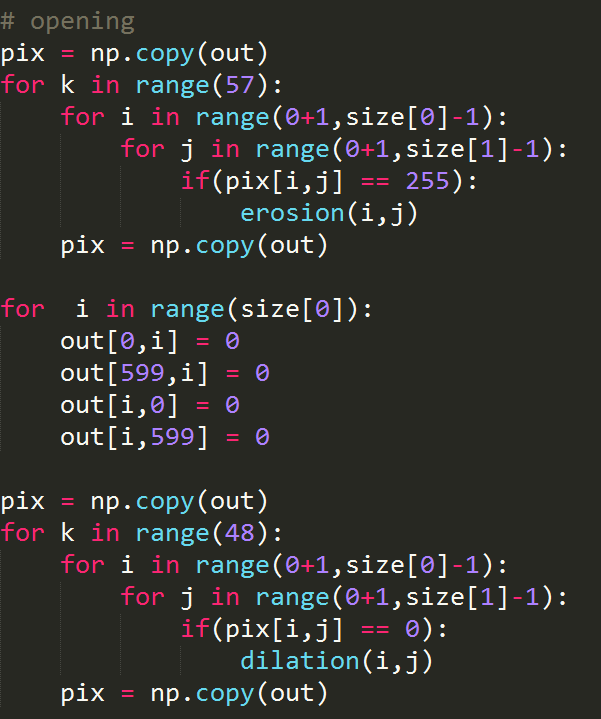 # opening
pix = np.copy(out)
for k in range(57):
    for i in range(0+1,size[0]-1):
        for j in range(0+1,size[1]-1):
            if(pix[i,j] == 255):
                erosion(i,j)
    pix = np.copy(out)

for  i in range(size[0]):
    out[0,i] = 0
    out[599,i] = 0
    out[i,0] = 0
    out[i,599] = 0

pix = np.copy(out)
for k in range(48):
    for i in range(0+1,size[0]-1):
        for j in range(0+1,size[1]-1):
            if(pix[i,j] == 0):
                dilation(i,j)
    pix = np.copy(out)